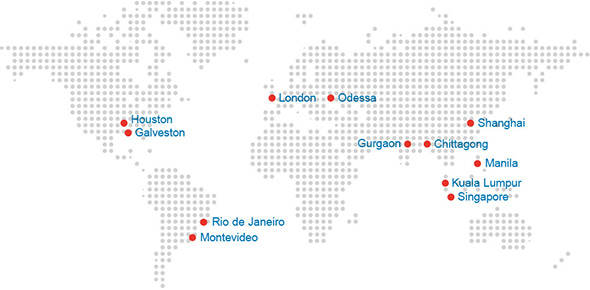 London
Odessa
Houston
Galveston
Shanghai
Gurgaon
Chittagong
Manila
Kuala Lumpur
Singapore
Rio de Janeiro
Montevideo